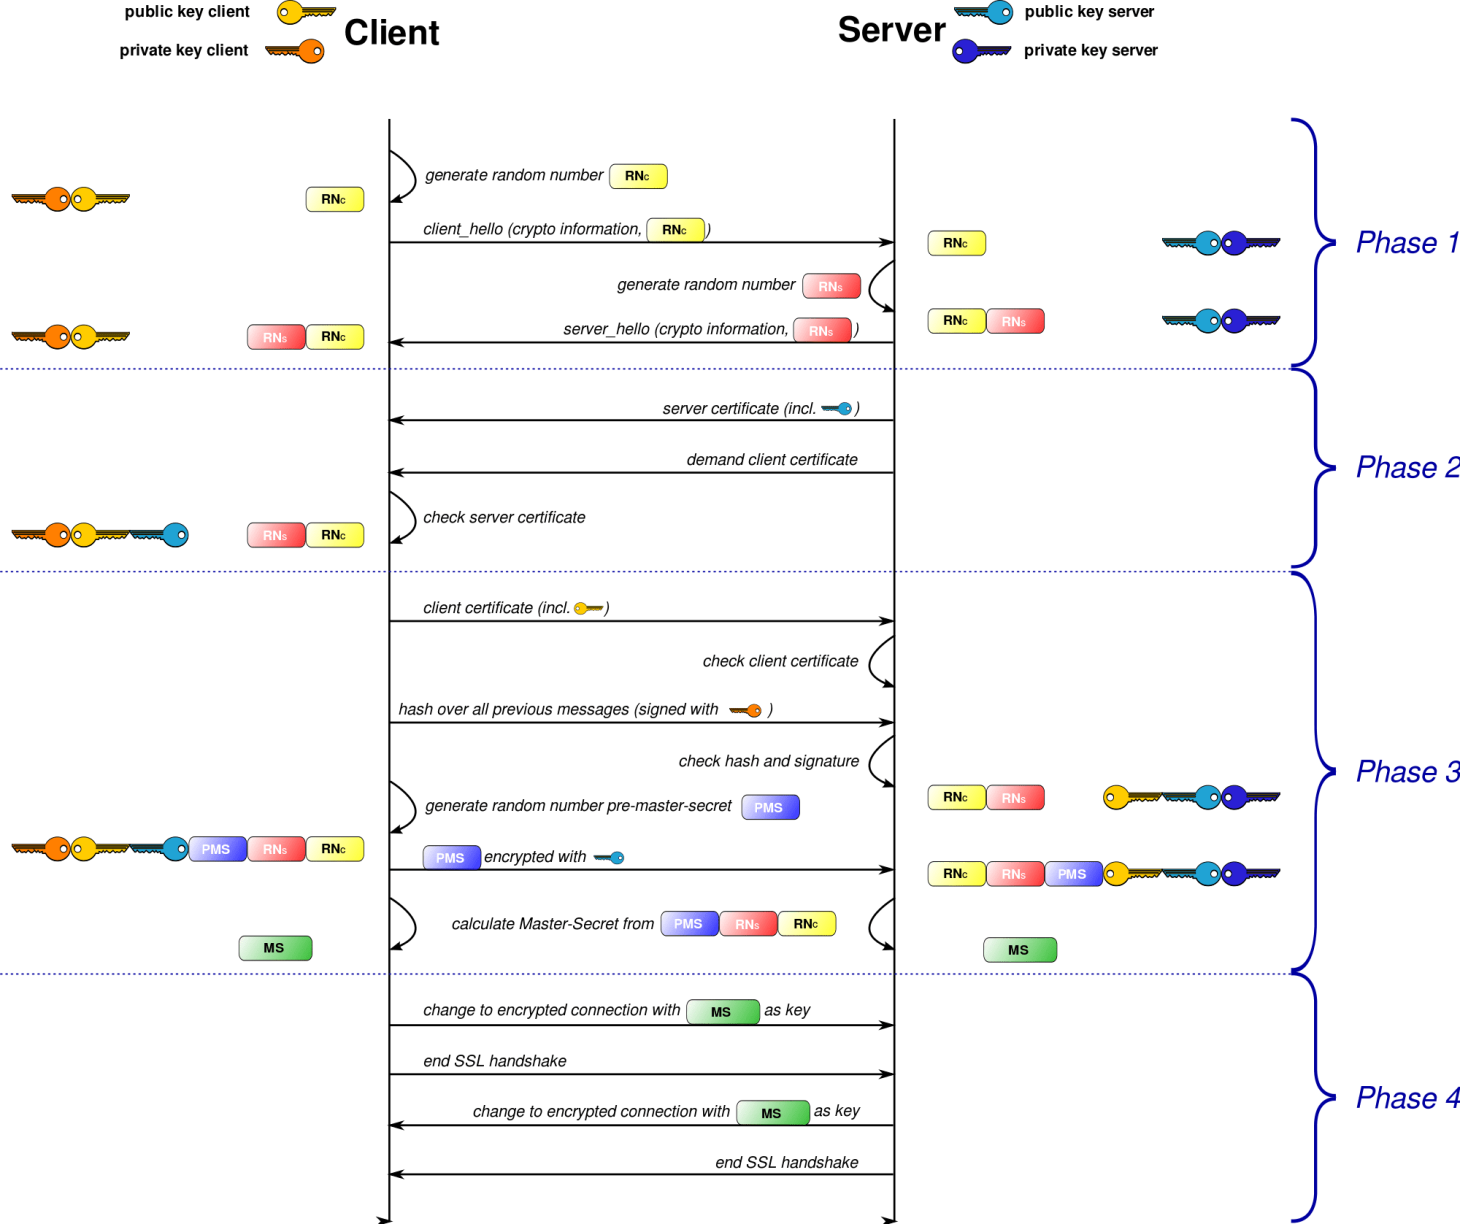 public key client
private key client
Client
Server
public key server
private key server
generate random number RNC
RNC
client_hello (crypto information, RNC)
RNC
Phase 1
generate random number RNS
RNC RNS
server_hello (crypto information, RNS)
RNS RNC
server certificate (incl. )
demand client certificate
Phase 2
check server certificate
RNS RNC
client certificate (incl. )
check client certificate
hash over all previous messages (signed with )
check hash and signature
Phase 3
RNC RNS
generate random number pre-master-secret PMS
PMS RNS RNC
PMS encrypted with
RNC RNS PMS
calculate Master-Secret from PMS RNS RNC
MS
MS
change to encrypted connection with MS as key
end SSL handshake
Phase 4
change to encrypted connection with MS as key
end SSL handshake